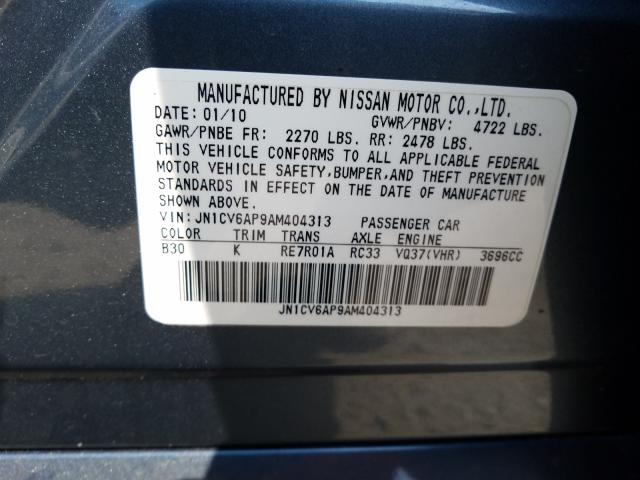 MANUFACTURED BY NISSAN MOTOR CO.,LTD.
DATE: 01/10 GVWR/PNBV: 4722 LBS.
GAWR/PNBE FR: 2270 LBS. RR: 2478 LBS.
THIS VEHICLE CONFORMS TO ALL APPLICABLE FEDERAL
MOTOR VEHICLE SAFETY,BUMPER,AND THEFT PREVENTION
STANDARDS IN EFFECT ON THE DATE OF MANUFACTURE
SHOWN ABOVE.
VIN:JN1CV6AP9AM404313 PASSENGER CAR
COLOR TRIM TRANS AXLE ENGINE
B30 K RE7R01A RC33 VQ37(VHR) 3696CC
JN1CV6AP9AM404313